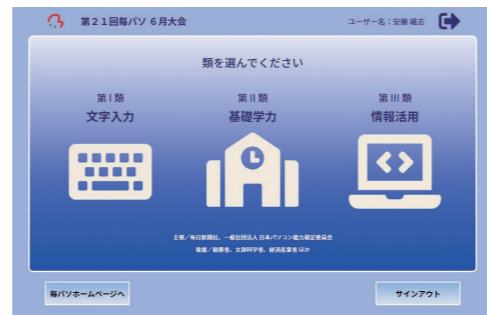 第21回毎パソ 6月大会
ユーザー名：安藤 颯志
類を選んでください
第Ⅰ類
文字入力
第Ⅱ類
基礎学力
第Ⅲ類
情報活用
主催／毎日新聞社、一般社団法人 日本パソコン能力検定委員会
後援／総務省、文部科学省、経済産業省 ほか
毎パソホームページへ
サインアウト